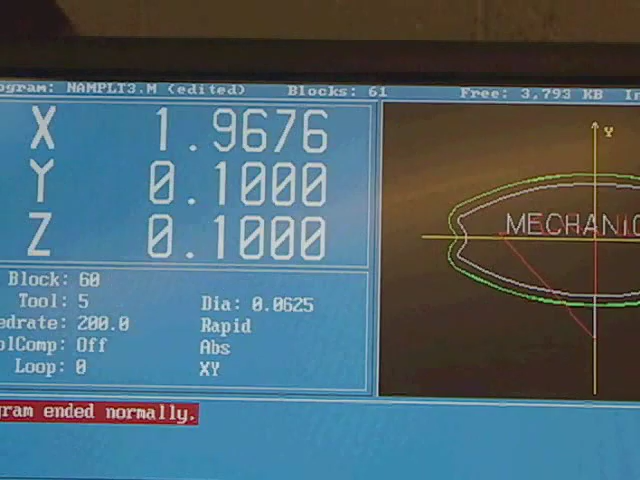 ogram: NAMPLT3.M (edited) Blocks: 61 Free: 3,793 KB In
X 1.9676
Y 0.1000
Z 0.1000
Block: 60
Tool: 5 Dia: 0.0625
edrate: 200.0 Rapid
olComp: Off Abs
Loop: 0 XY
gram ended normally.
Y
MECHANIC